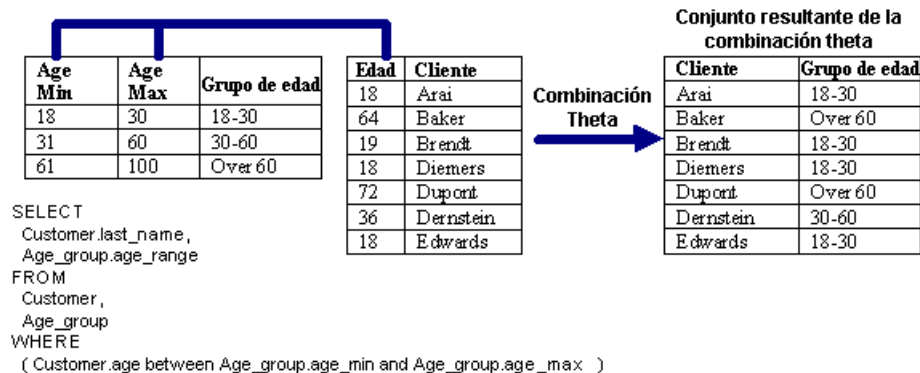 Age Min Age Max Grupo de edad
18 30 18-30
31 60 30-60
61 100 Over 60
Edad Cliente
18 Arai
64 Baker
19 Brendt
18 Diemers
72 Dupont
36 Dernstein
18 Edwards
Combinación
Theta
Conjunto resultante de la
combinación theta
Cliente Grupo de edad
Arai 18-30
Baker Over 60
Brendt 18-30
Diemers 18-30
Dupont Over 60
Dernstein 30-60
Edwards 18-30
SELECT
Customer.last_name,
Age_group.age_range
FROM
Customer,
Age_group
WHERE
( Customer.age between Age_group.age_min and Age_group.age_max )